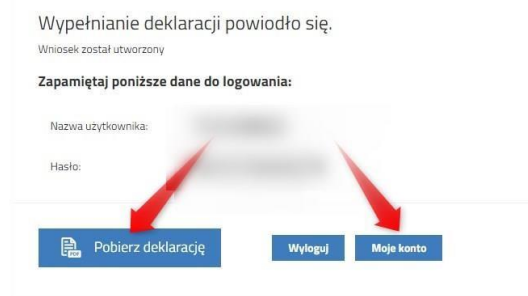 Wypełnianie deklaracji powiodło się.
Wniosek został utworzony
Zapamiętaj poniższe dane do logowania:
Nazwa użytkownika:
Hasło:
PDF Pobierz deklarację Wyloguj Moje konto